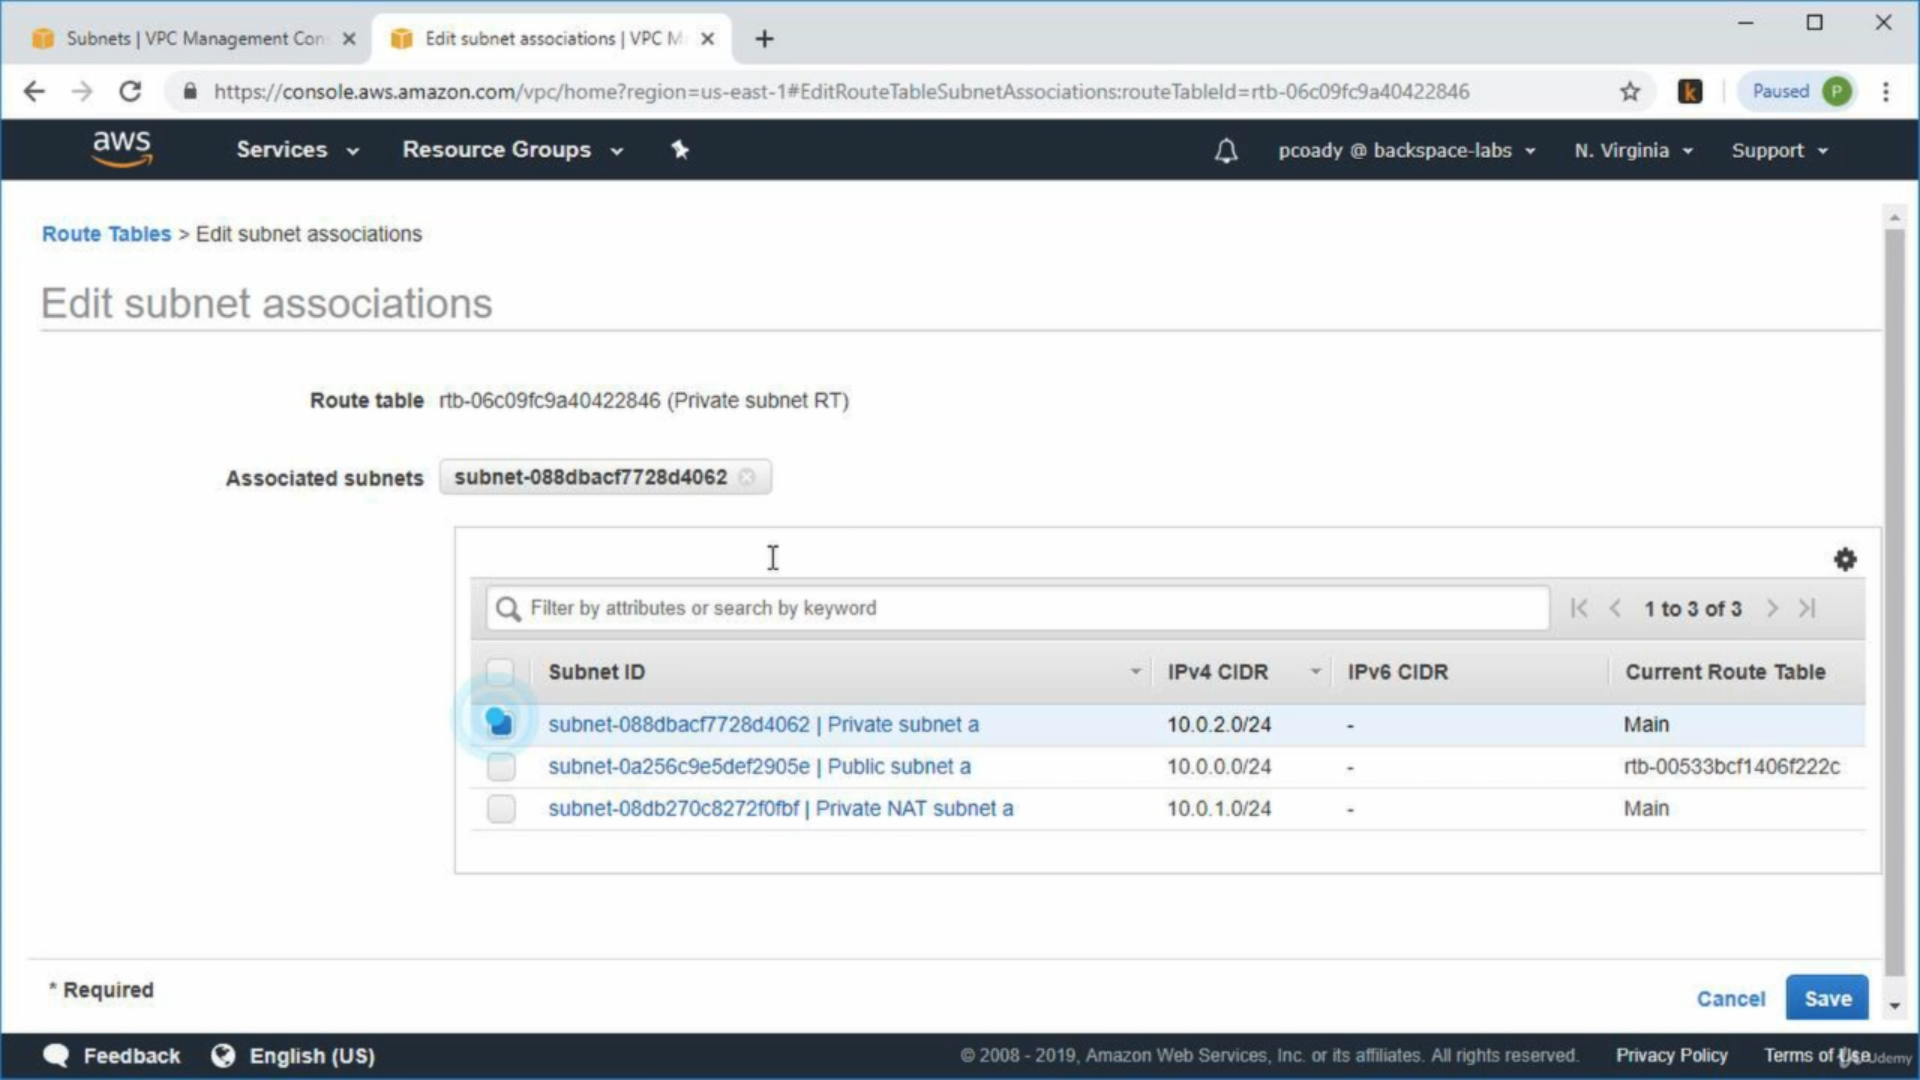 Subnets | VPC Management Con
Edit subnet associations | VPC M
https://console.aws.amazon.com/vpc/home?region=us-east-1#EditRouteTableSubnetAssociations:routeTableId=rtb-06c09fc9a40422846
k
Paused P
aws
Services
Resource Groups
pcoady @ backspace-labs
N. Virginia
Support
Route Tables > Edit subnet associations
Edit subnet associations
Route table rtb-06c09fc9a40422846 (Private subnet RT)
Associated subnets subnet-088dbacf7728d4062
Filter by attributes or search by keyword
1 to 3 of 3
Subnet ID IPv4 CIDR IPv6 CIDR Current Route Table
subnet-088dbacf7728d4062 | Private subnet a 10.0.2.0/24 - Main
subnet-0a256c9e5def2905e | Public subnet a 10.0.0.0/24 - rtb-00533bcf1406f222c
subnet-08db270c8272f0fbf | Private NAT subnet a 10.0.1.0/24 - Main
* Required
Cancel
Save
Feedback
English (US)
© 2008 - 2019, Amazon Web Services, Inc. or its affiliates. All rights reserved.
Privacy Policy
Terms of Use
Udemy